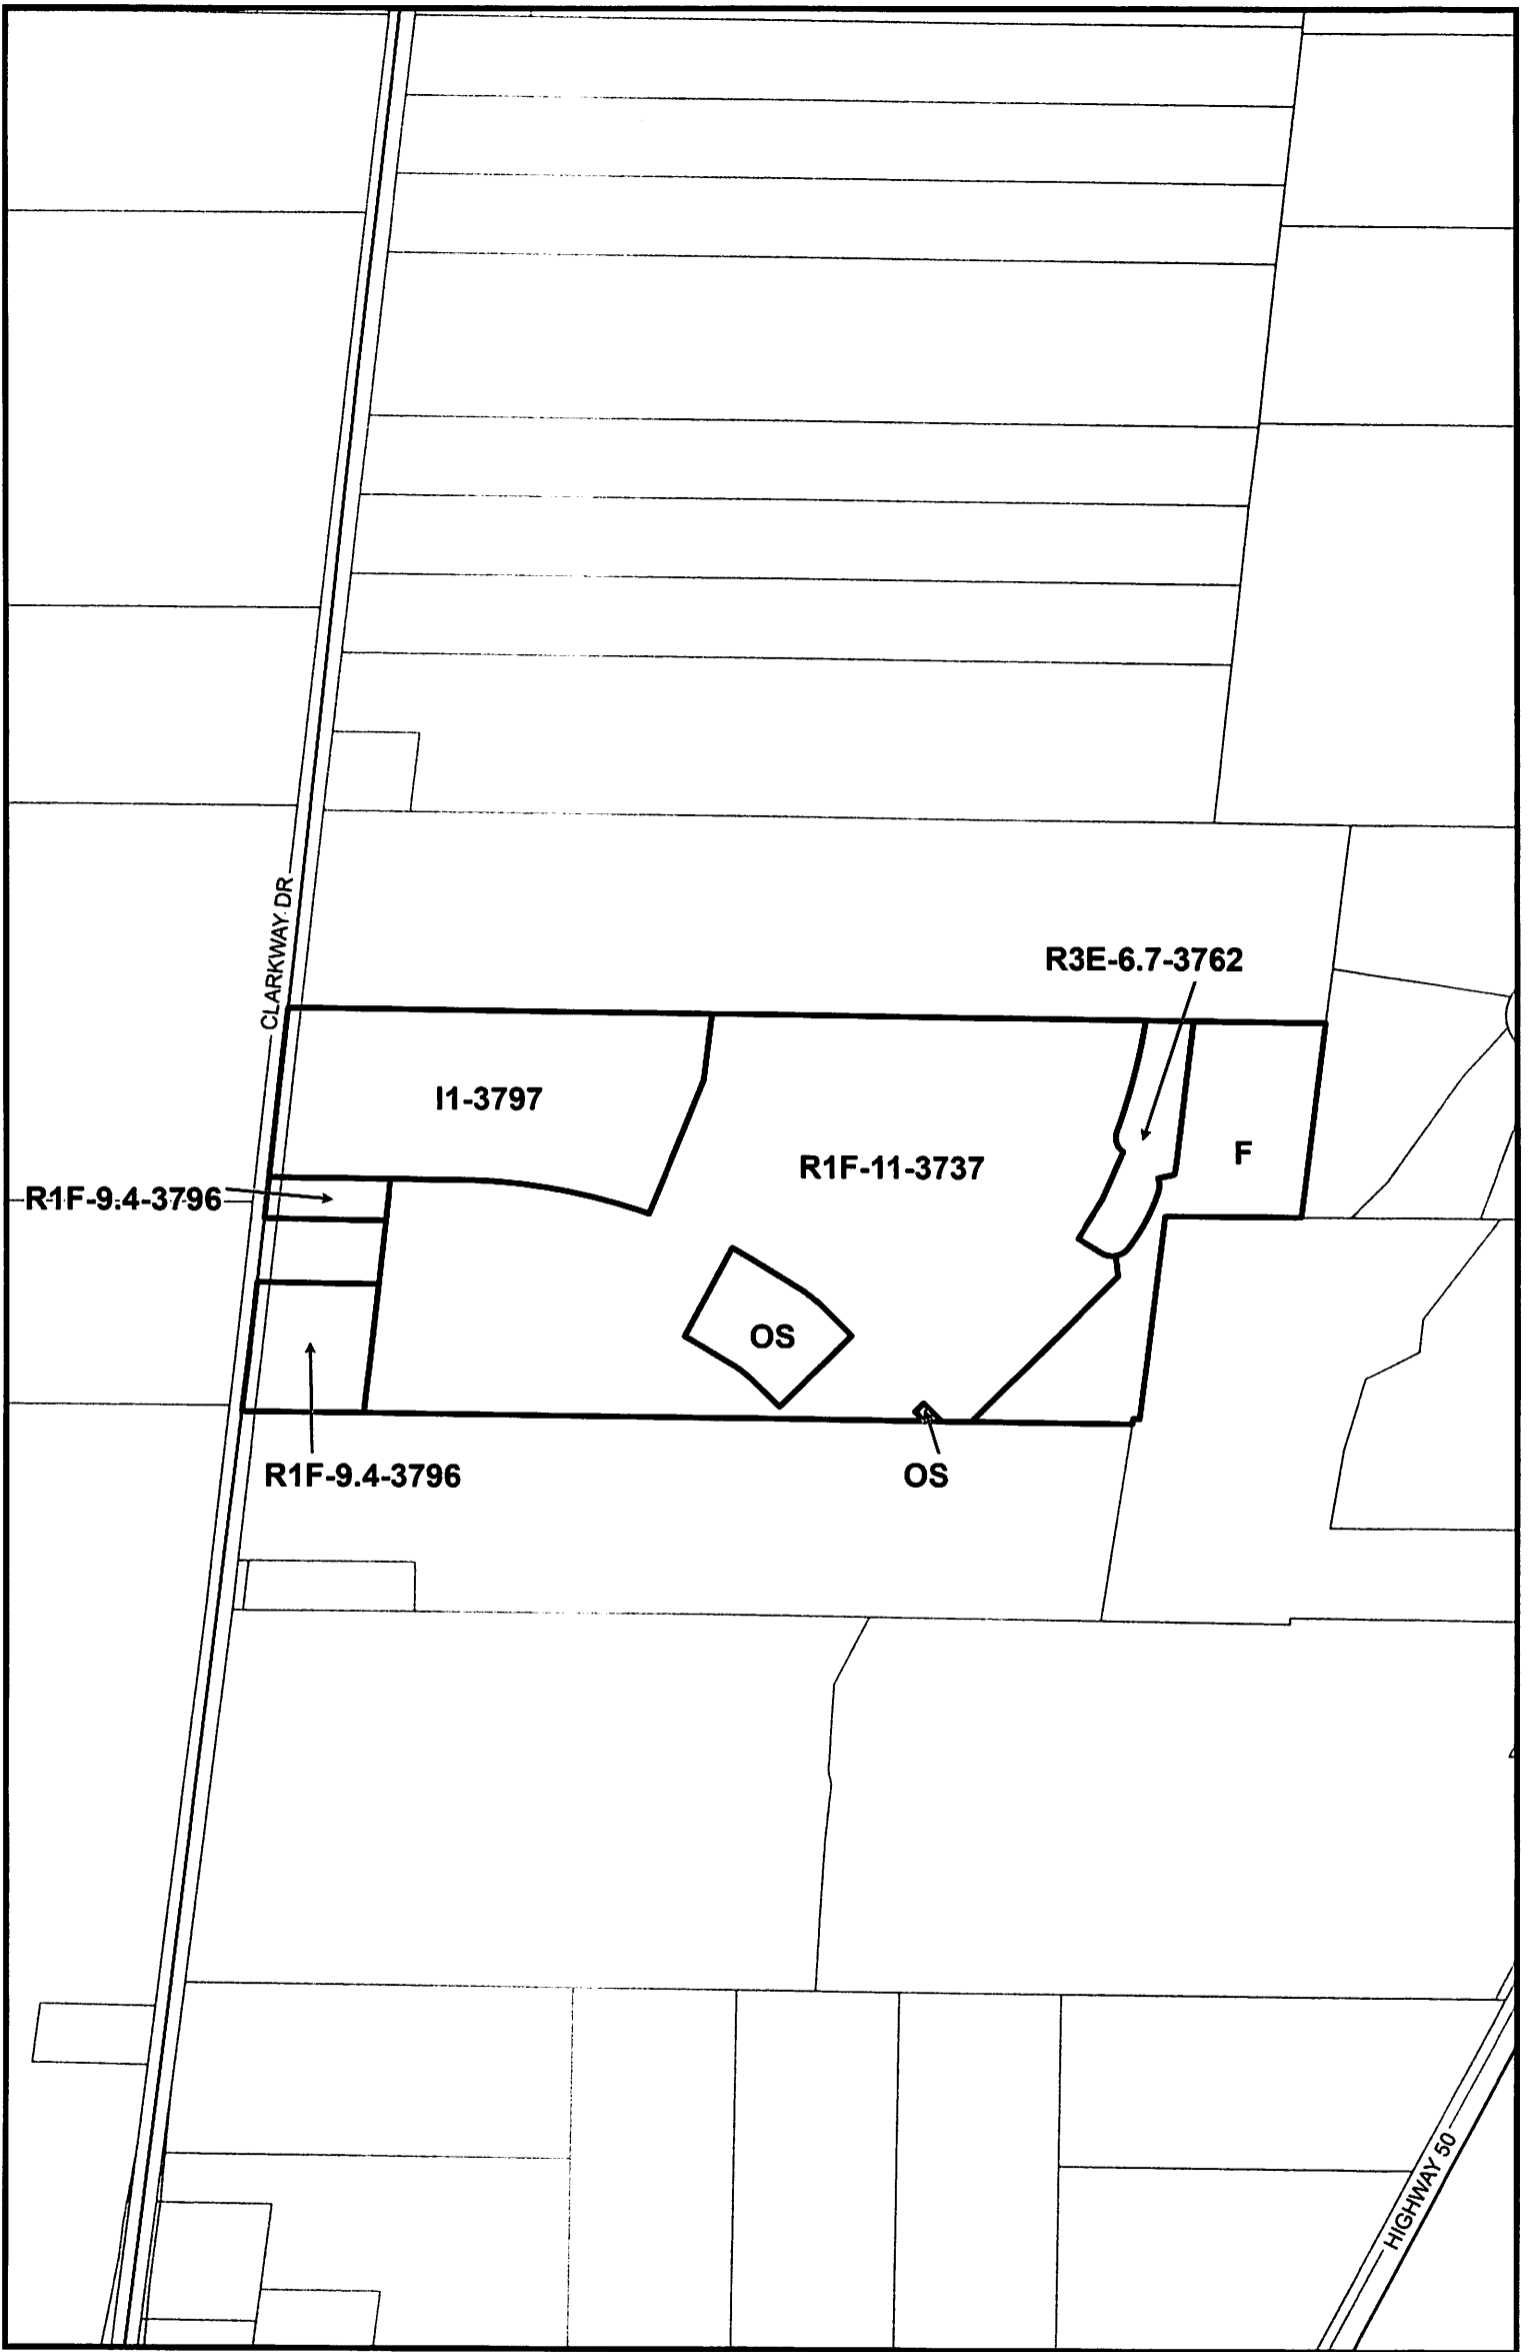 CLARKWAY DR
R3E-6.7-3762
I1-3797
F
R1F-11-3737
R1F-9.4-3796
OS
R1F-9.4-3796
OS
HIGHWAY 50